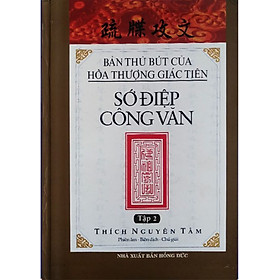 疏牒攻文
BẢN THỦ BÚT CỦA
HÒA THƯỢNG GIÁC TIÊN
SỚ ĐIỆP
CÔNG VĂN
Tập 2
THÍCH NGUYÊN TÂM
Phiên âm - Biên dịch - Chú giải
NHÀ XUẤT BẢN HỒNG ĐỨC